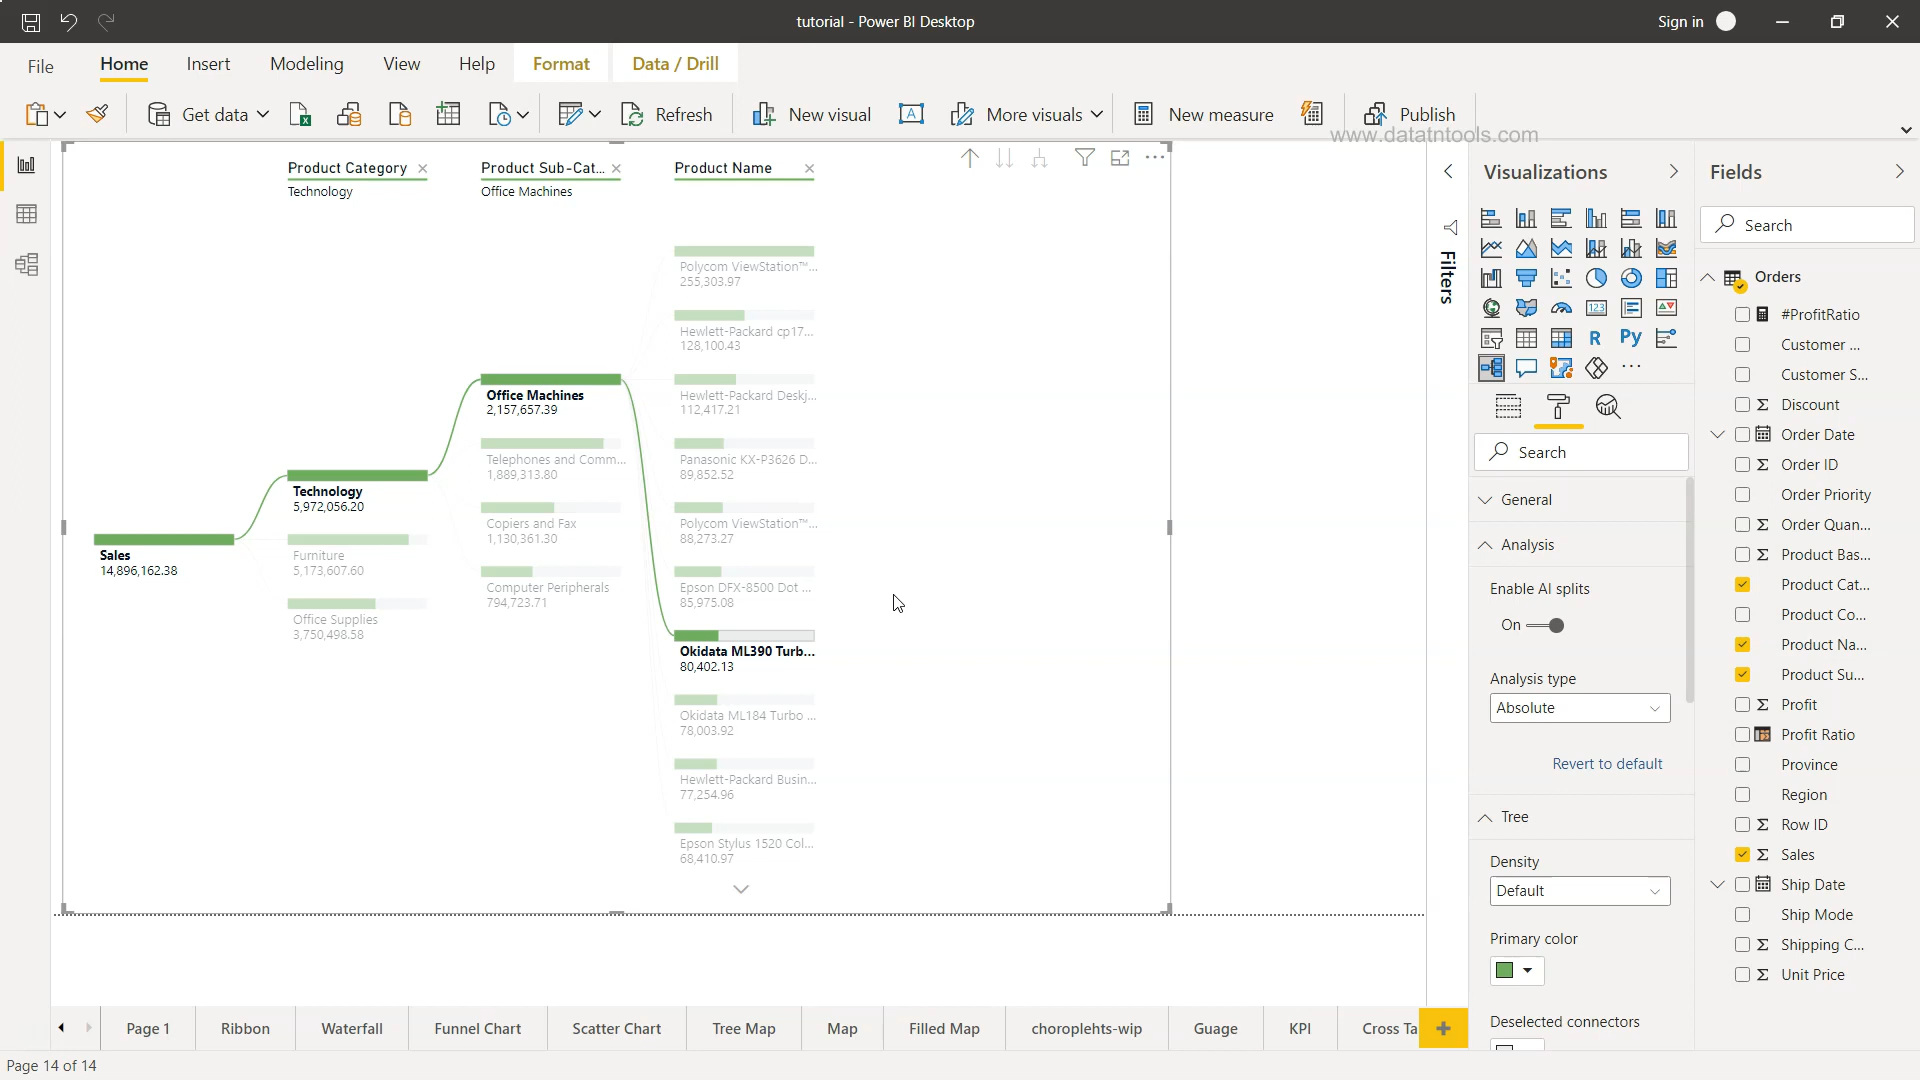 tutorial - Power BI Desktop
Sign in
File
Home
Insert
Modeling
View
Help
Format
Data / Drill
Get data
Refresh
New visual
More visuals
New measure
Publish
www.datatntools.com
Product Category
Technology
Product Sub-Cat...
Office Machines
Product Name
Sales
14,896,162.38
Technology
5,972,056.20
Furniture
5,173,607.60
Office Supplies
3,750,498.58
Office Machines
2,157,657.39
Telephones and Comm...
1,889,313.80
Copiers and Fax
1,130,361.30
Computer Peripherals
794,723.71
Polycom ViewStation™...
255,303.97
Hewlett-Packard cp17...
128,100.43
Hewlett-Packard Deskj...
112,417.21
Panasonic KX-P3626 D...
89,852.52
Polycom ViewStation™...
88,273.27
Epson DFX-8500 Dot ...
85,975.08
Okidata ML390 Turb...
80,402.13
Okidata ML184 Turbo ...
78,003.92
Hewlett-Packard Busin...
77,254.96
Epson Stylus 1520 Col...
68,410.97
Filters
Visualizations
123
R
Py
Search
General
Analysis
Enable AI splits
On
Analysis type
Absolute
Revert to default
Tree
Density
Default
Primary color
Deselected connectors
Fields
Search
Orders
#ProfitRatio
Customer ...
Customer S...
Discount
Order Date
Order ID
Order Priority
Order Quan...
Product Bas...
Product Cat...
Product Co...
Product Na...
Product Su...
Profit
Profit Ratio
Province
Region
Row ID
Sales
Ship Date
Ship Mode
Shipping C...
Unit Price
Page 1
Ribbon
Waterfall
Funnel Chart
Scatter Chart
Tree Map
Map
Filled Map
choroplehts-wip
Guage
KPI
Cross Ta
Page 14 of 14